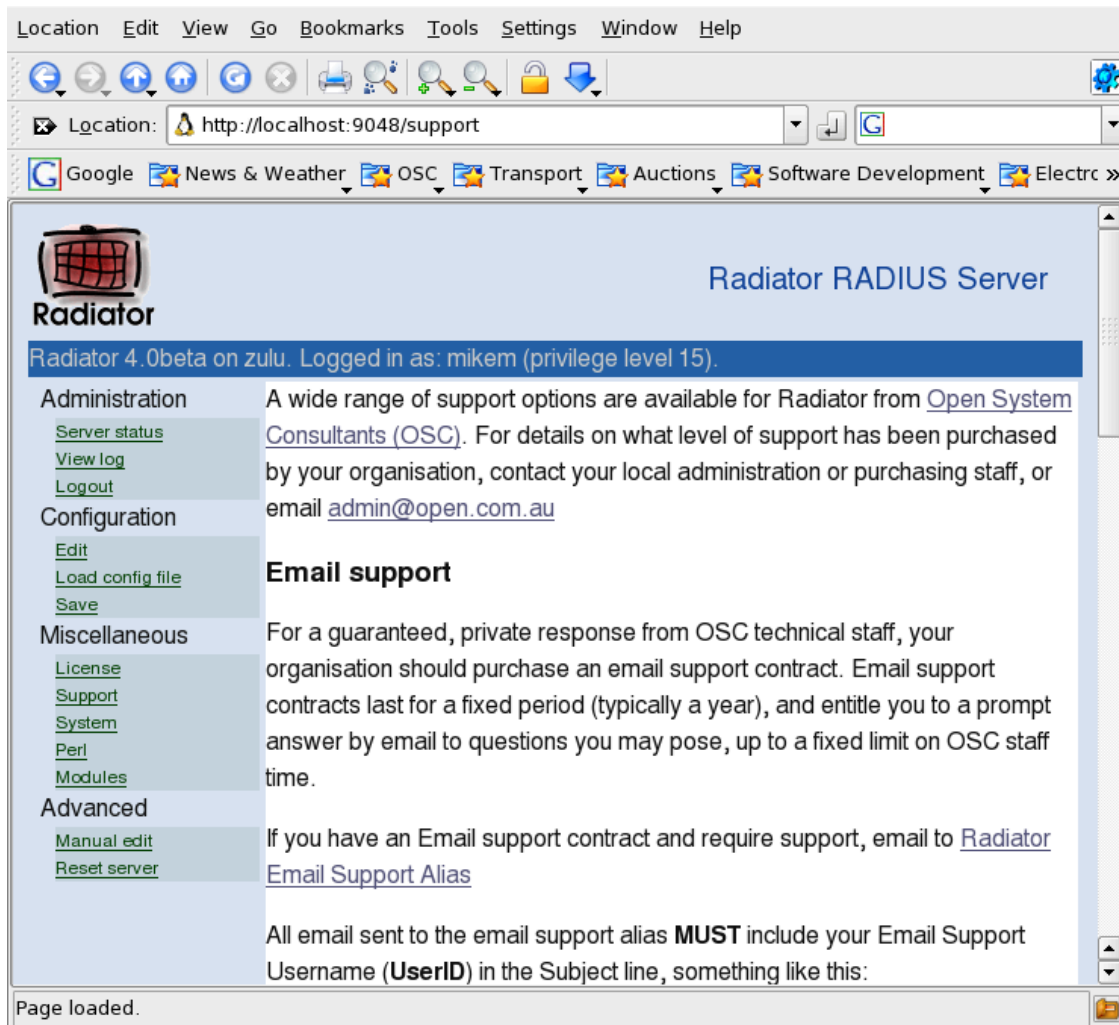 Location Edit View Go Bookmarks Tools Settings Window Help
Location: http://localhost:9048/support
G
G Google News & Weather OSC Transport Auctions Software Development Electrc »
Radiator
Radiator RADIUS Server
Radiator 4.0beta on zulu. Logged in as: mikem (privilege level 15).
Administration
Server status
View log
Logout
Configuration
Edit
Load config file
Save
Miscellaneous
License
Support
System
Perl
Modules
Advanced
Manual edit
Reset server
A wide range of support options are available for Radiator from Open System
Consultants (OSC). For details on what level of support has been purchased
by your organisation, contact your local administration or purchasing staff, or
email admin@open.com.au
Email support
For a guaranteed, private response from OSC technical staff, your
organisation should purchase an email support contract. Email support
contracts last for a fixed period (typically a year), and entitle you to a prompt
answer by email to questions you may pose, up to a fixed limit on OSC staff
time.
If you have an Email support contract and require support, email to Radiator
Email Support Alias
All email sent to the email support alias MUST include your Email Support
Username (UserID) in the Subject line, something like this:
Page loaded.